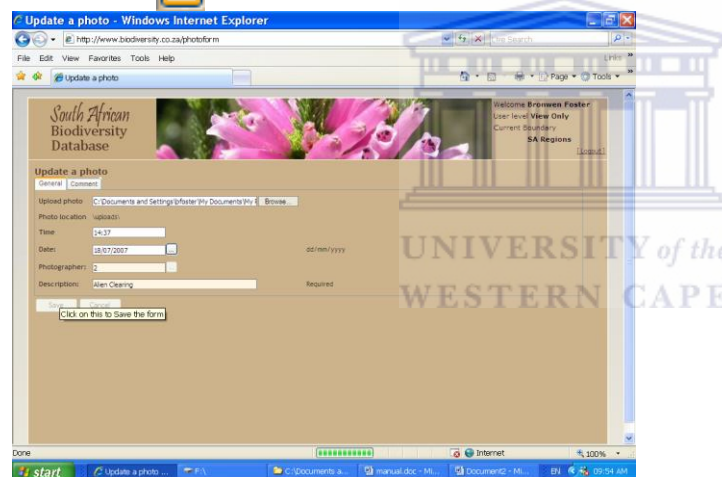 Update a photo - Windows Internet Explorer
http://www.biodiversity.co.za/photoform
Live Search
File Edit View Favorites Tools Help
Links
Update a photo
Page Tools
South African
Biodiversity
Database
Welcome Bronwen Foster
User level View Only
Current Boundary
SA Regions
[Logout]
Update a photo
General Comment
Upload photo C:\Documents and Settings\bfoster\My Documents\My Browse...
Photo location \uploads\
Time 14:37
Date: 18/07/2007 ... dd/mm/yyyy
Photographer: 2 ...
Description: Alien Clearing Required
Save Cancel
Click on this to Save the form
UNIVERSITY of the
WESTERN CAPE
Done Internet 100%
start Update a photo ... F:\ C:\Documents a... manual.doc - Mi... Document2 - Mi... EN 09:54 AM